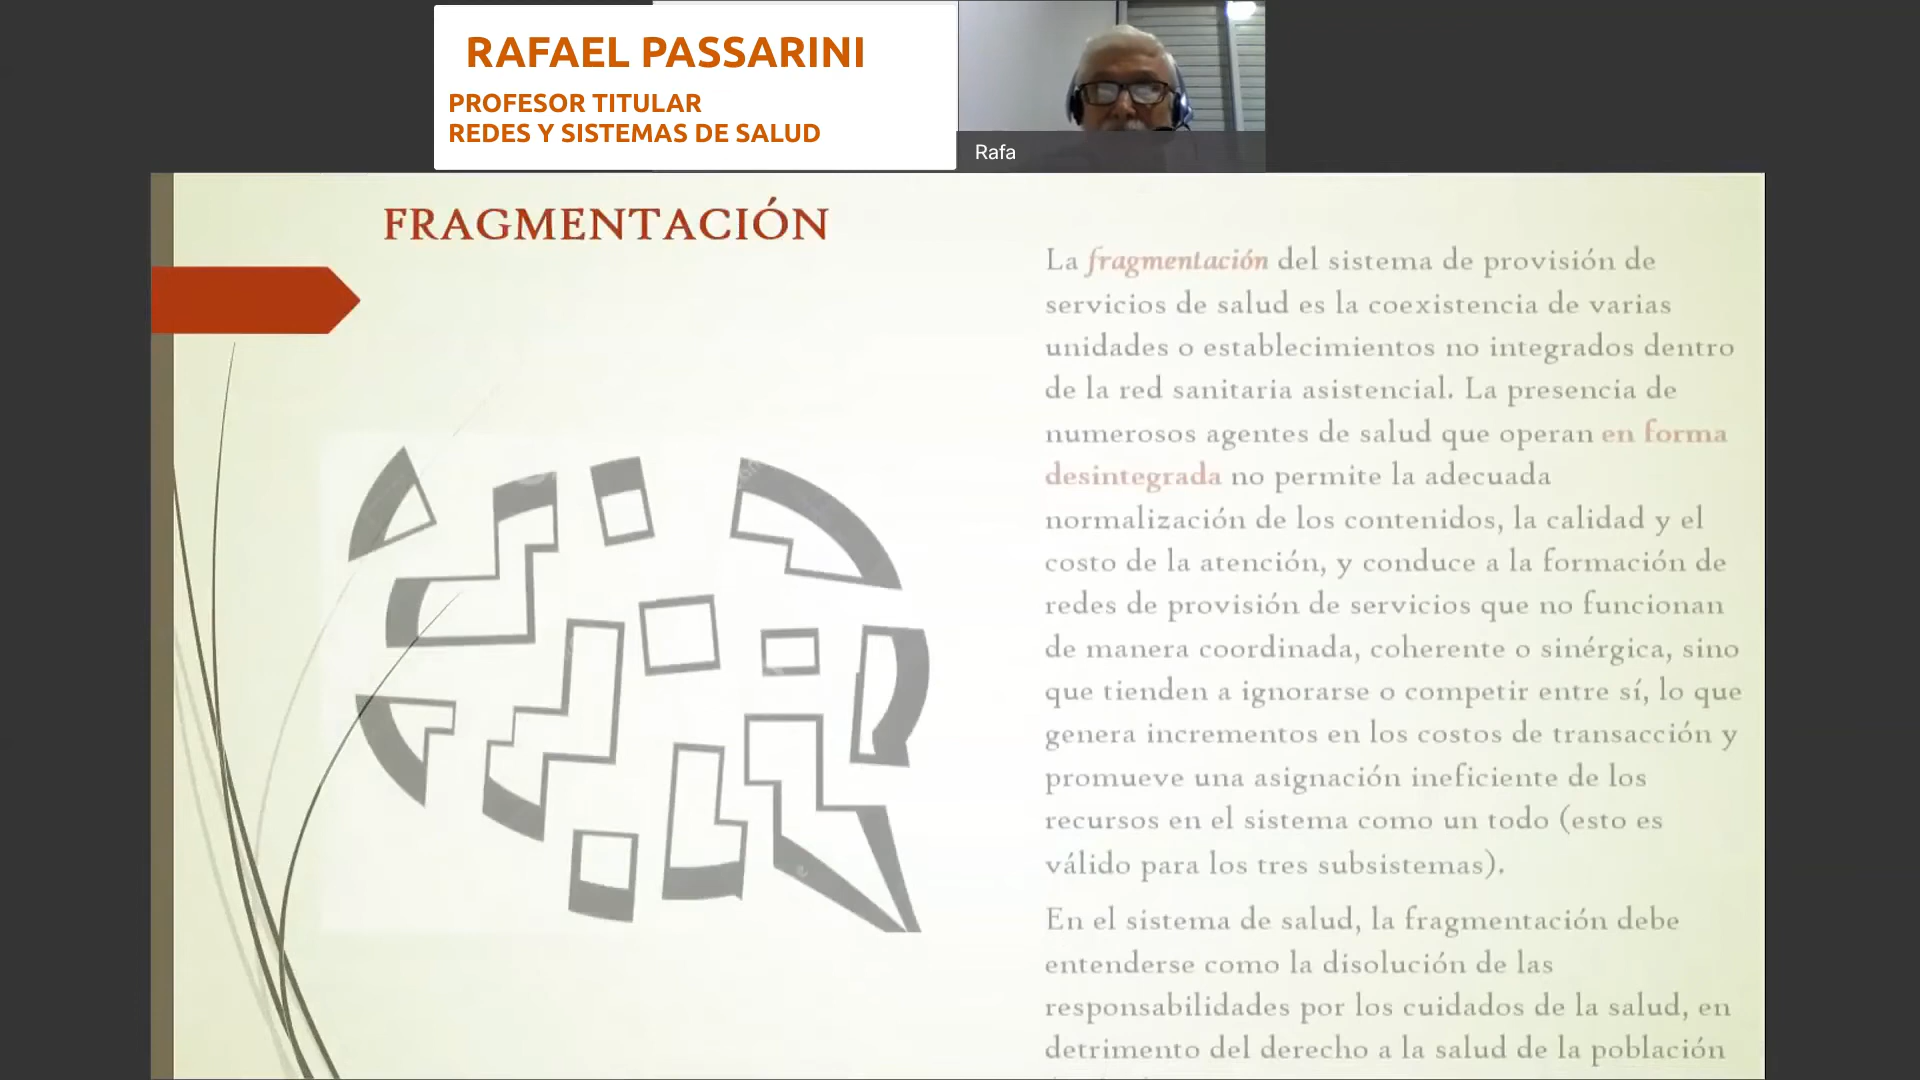 RAFAEL PASSARINI
PROFESOR TITULAR
REDES Y SISTEMAS DE SALUD
Rafa
FRAGMENTACIÓN
La fragmentación del sistema de provisión de
servicios de salud es la coexistencia de varias
unidades o establecimientos no integrados dentro
de la red sanitaria asistencial. La presencia de
numerosos agentes de salud que operan en forma
desintegrada no permite la adecuada
normalización de los contenidos, la calidad y el
costo de la atención, y conduce a la formación de
redes de provisión de servicios que no funcionan
de manera coordinada, coherente o sinérgica, sino
que tienden a ignorarse o competir entre sí, lo que
genera incrementos en los costos de transacción y
promueve una asignación ineficiente de los
recursos en el sistema como un todo (esto es
válido para los tres subsistemas).
En el sistema de salud, la fragmentación debe
entenderse como la disolución de las
responsabilidades por los cuidados de la salud, en
detrimento del derecho a la salud de la población